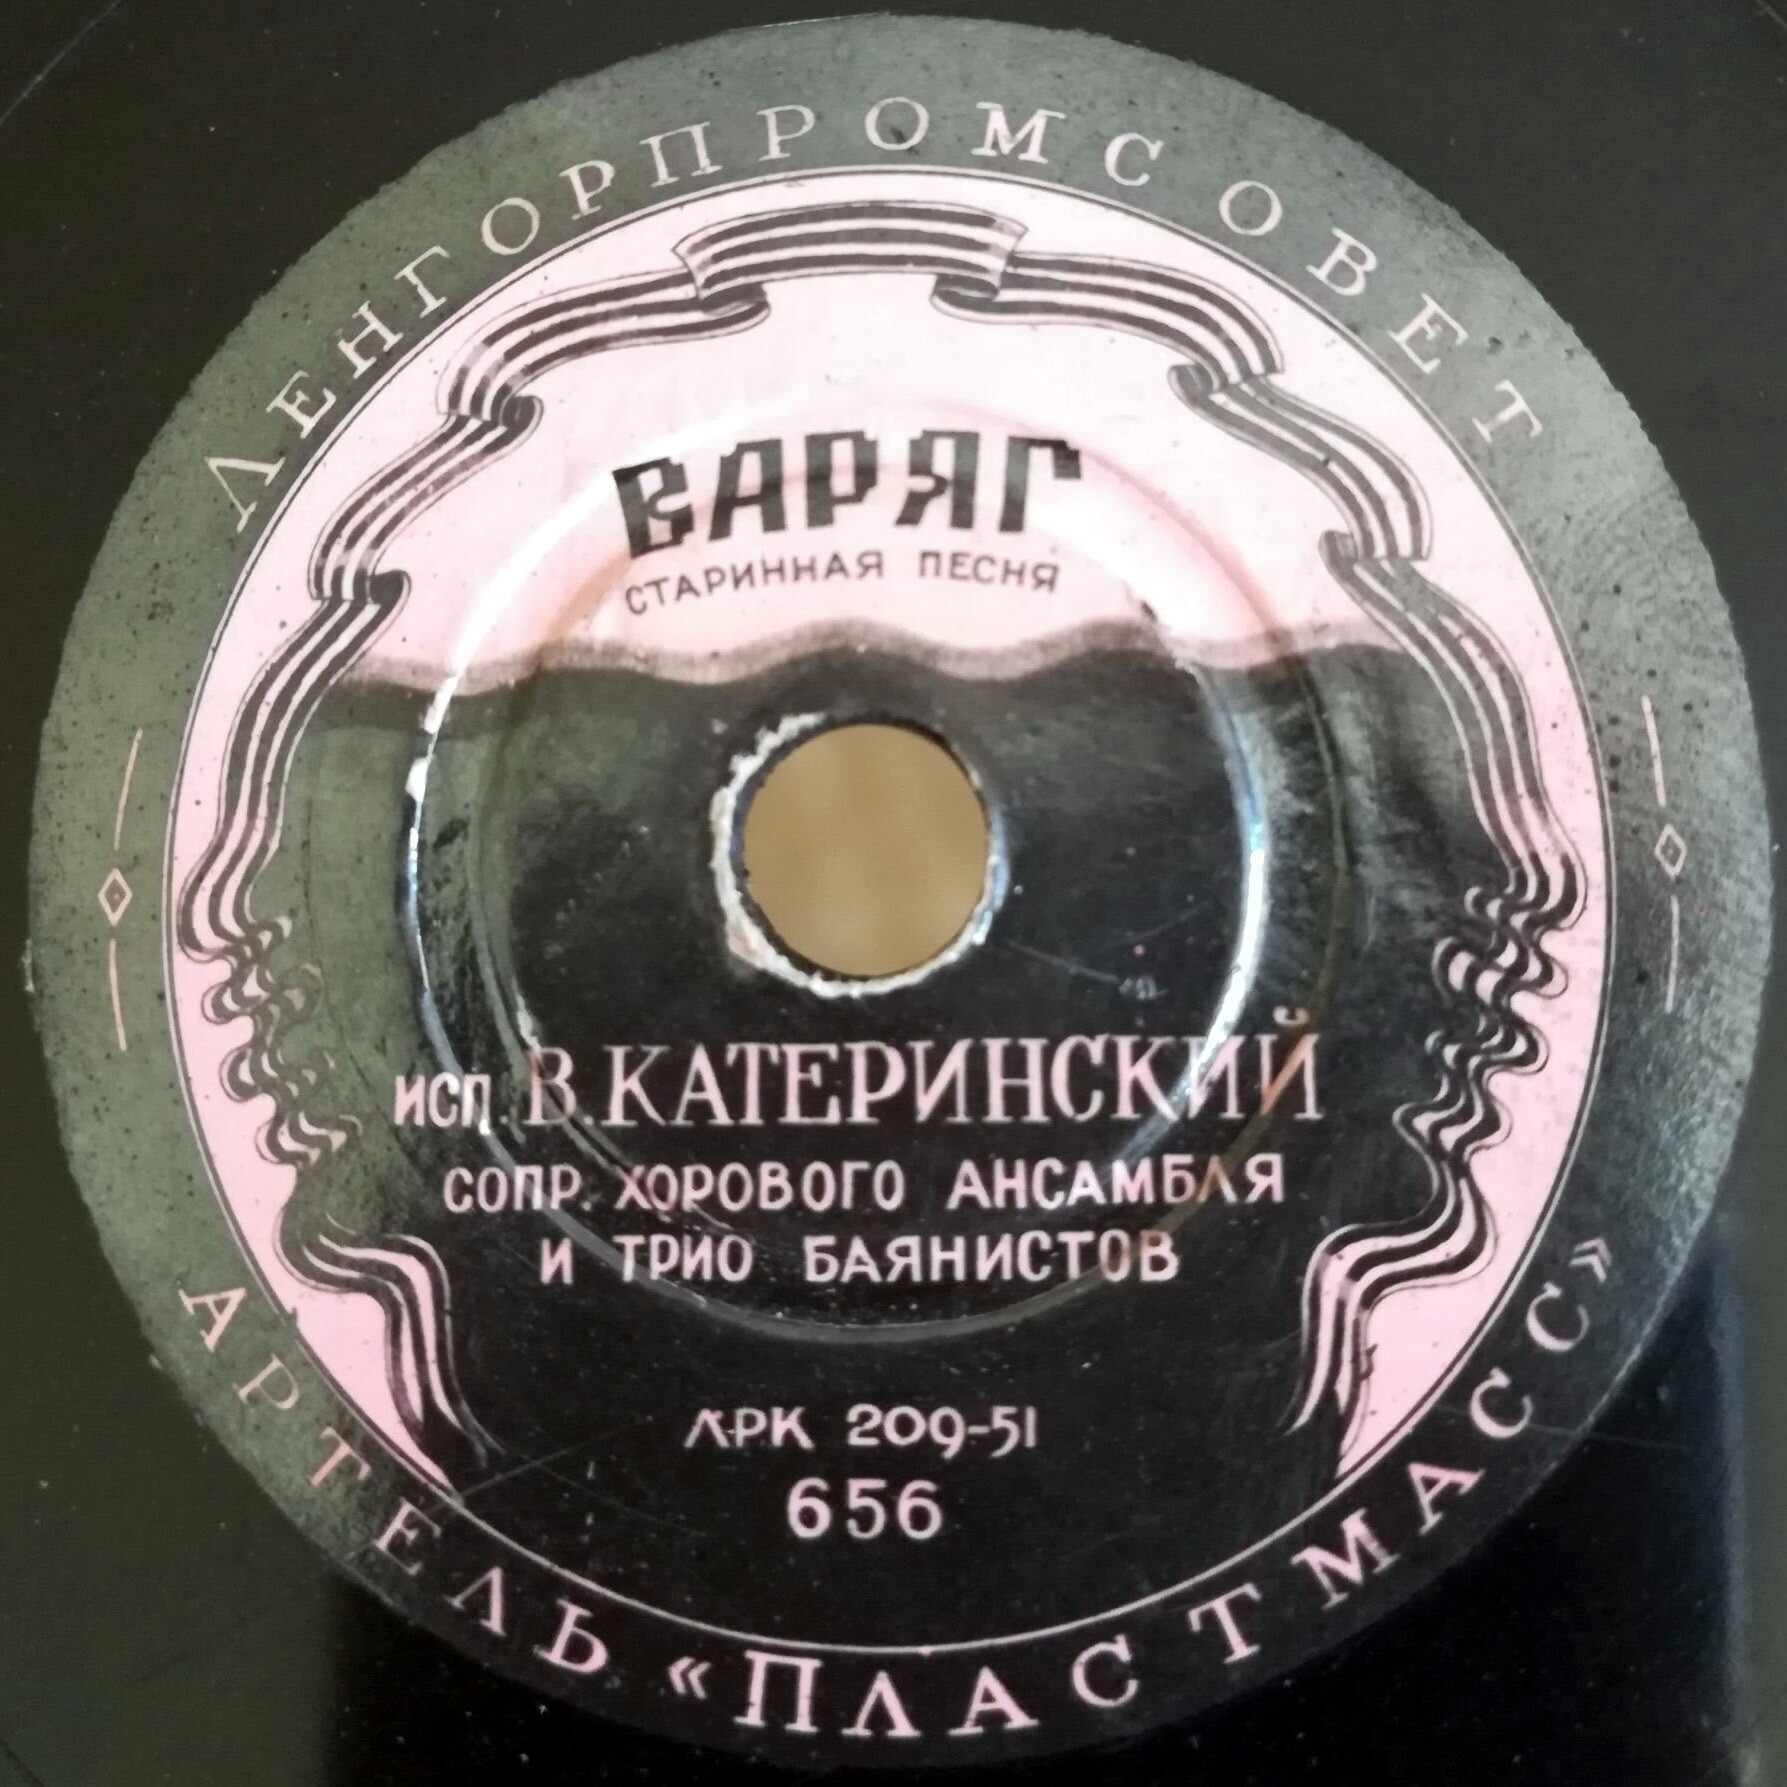 ЛЕНГОРПРОМСОВЕТ
ВАРЯГ
СТАРИННАЯ ПЕСНЯ
ИСП. В.КАТЕРИНСКИЙ
СОПР. ХОРОВОГО АНСАМБЛЯ
И ТРИО БАЯНИСТОВ
ЛРК 209-51
656
АРТЕЛЬ «ПЛАСТМАСС»